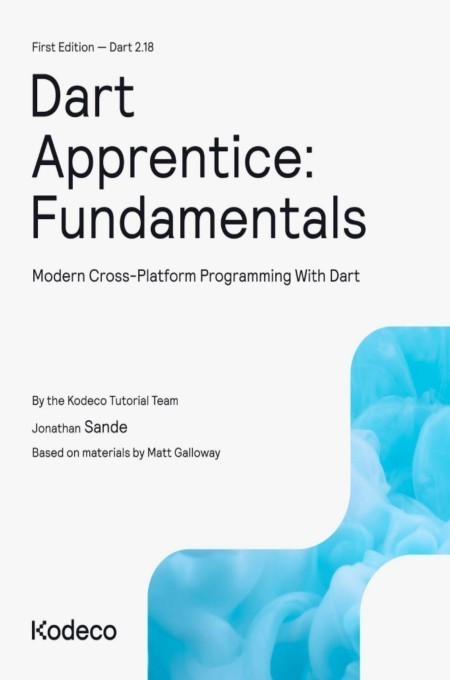 First Edition — Dart 2.18
Dart
Apprentice:
Fundamentals
Modern Cross-Platform Programming With Dart
By the Kodeco Tutorial Team
Jonathan Sande
Based on materials by Matt Galloway
Kodeco